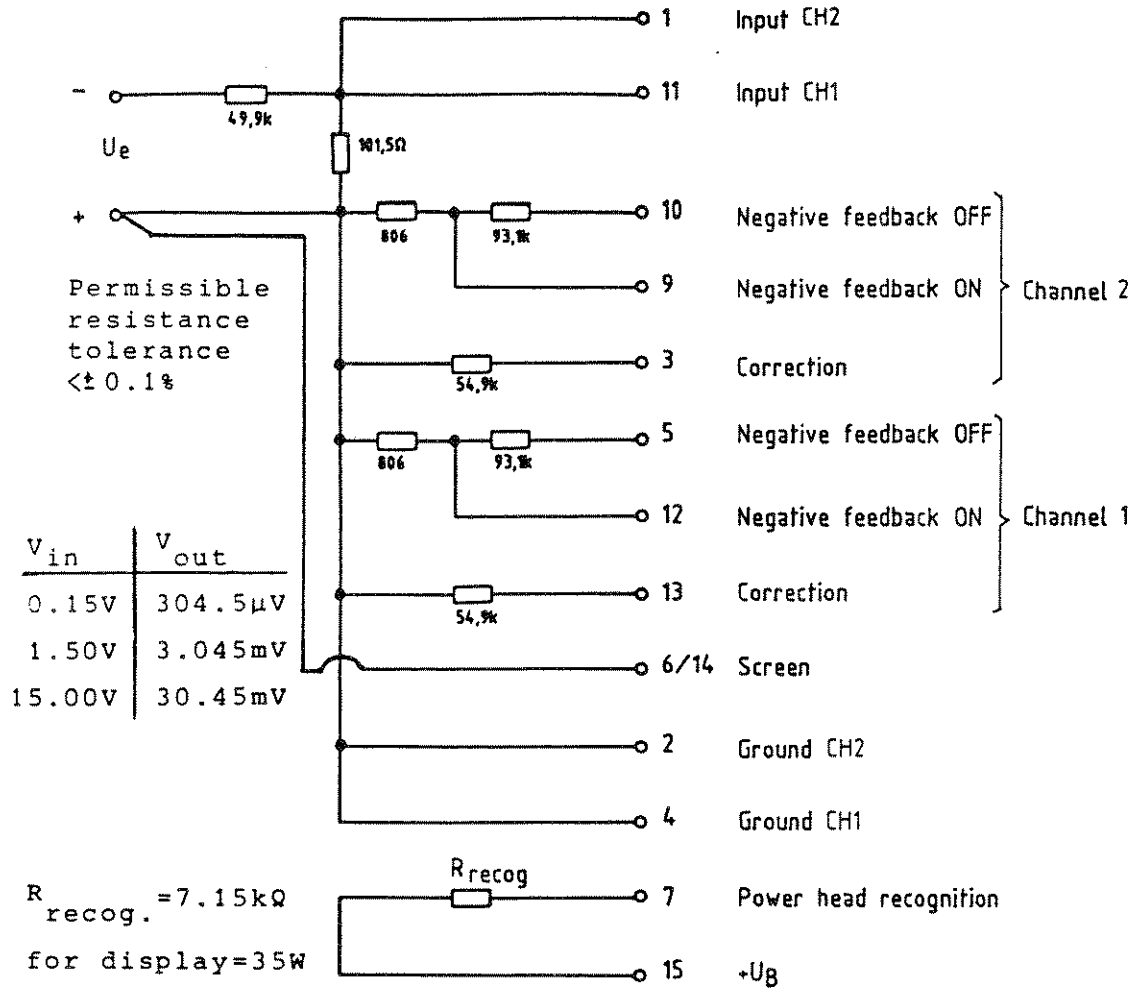 1 Input CH2
- 49,9k 11 Input CH1
Ue 101,5Ω
+ 806 93,1k 10 Negative feedback OFF
9 Negative feedback ON
Channel 2
Permissible
resistance
tolerance
<± 0.1%
54,9k 3 Correction
806 93,1k 5 Negative feedback OFF
12 Negative feedback ON
Channel 1
54,9k 13 Correction
Vin Vout
0.15V 304.5μV
1.50V 3.045mV
15.00V 30.45mV
6/14 Screen
2 Ground CH2
4 Ground CH1
Rrecog
7 Power head recognition
Rrecog. =7.15kΩ
for display=35W
15 +UB